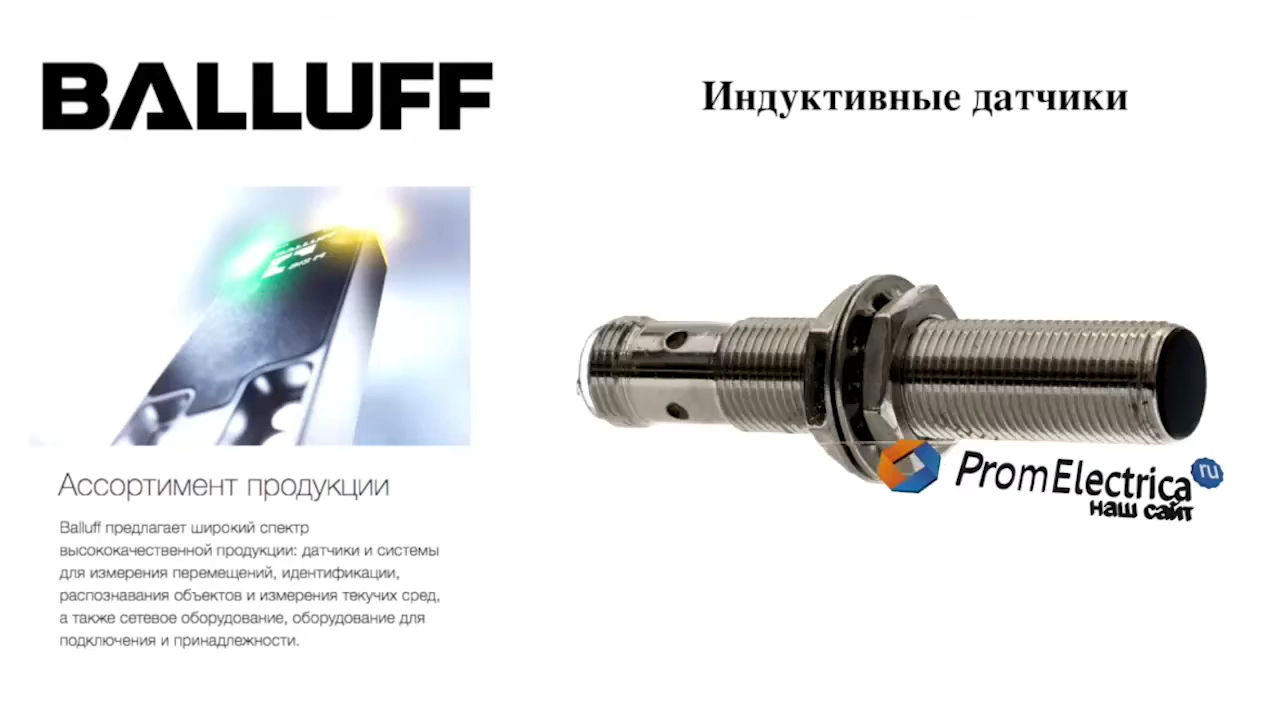 BALLUFF
Индуктивные датчики
BALLUFF
Ассортимент продукции
Balluff предлагает широкий спектр
высококачественной продукции: датчики и системы
для измерения перемещений, идентификации,
распознавания объектов и измерения текучих сред,
а также сетевое оборудование, оборудование для
подключения и принадлежности.
PromElectrica ru
наш сайт